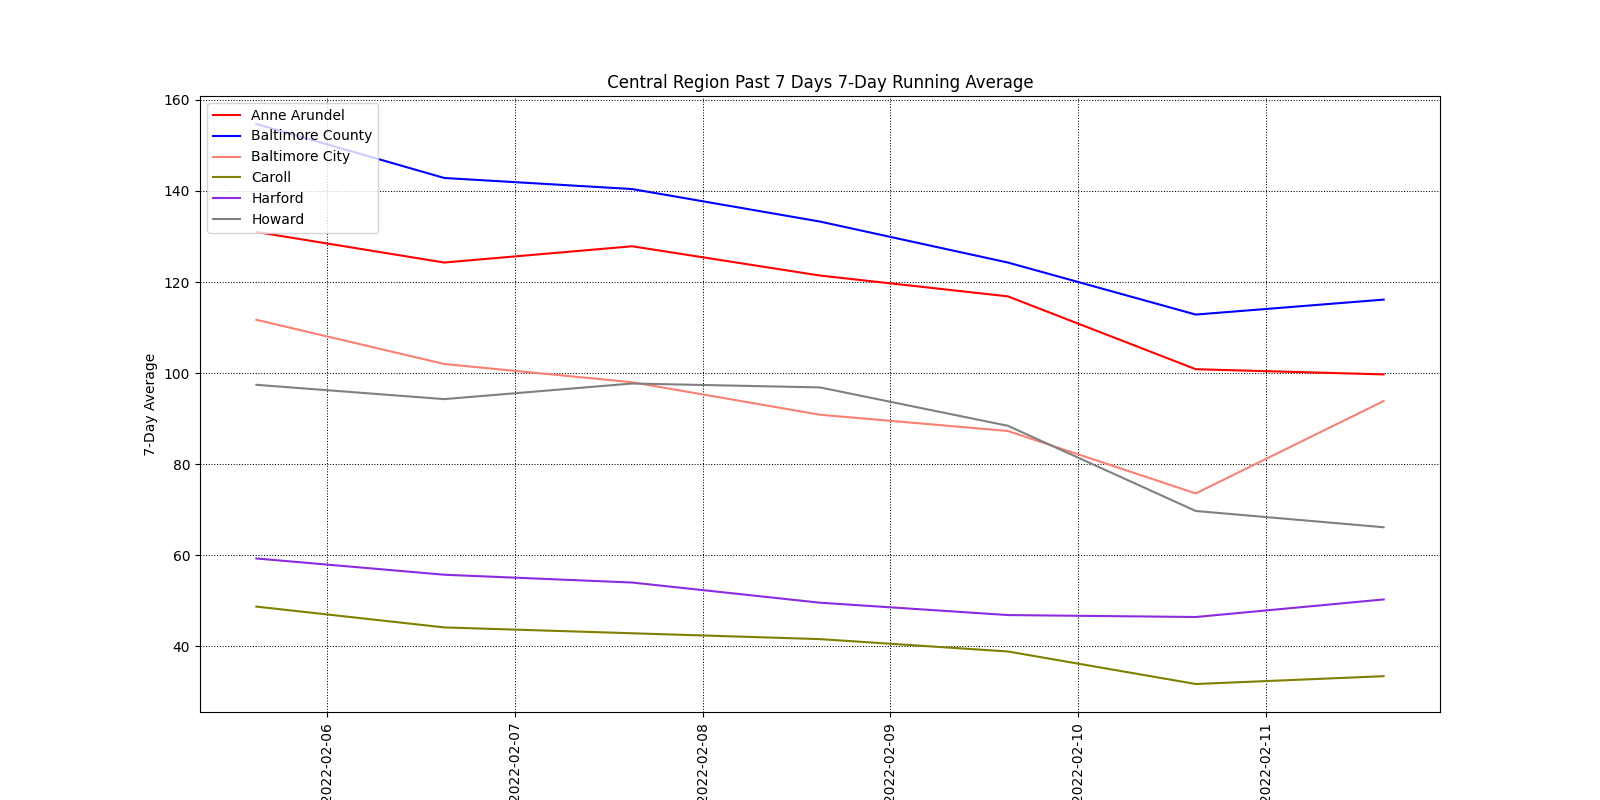 Central Region Past 7 Days 7-Day Running Average
Anne Arundel
Baltimore County
Baltimore City
Caroll
Harford
Howard
7-Day Average
160
140
120
100
80
60
40
2022-02-06
2022-02-07
2022-02-08
2022-02-09
2022-02-10
2022-02-11